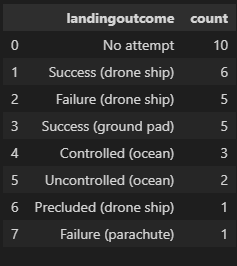 landingoutcome count
0 No attempt 10
1 Success (drone ship) 6
2 Failure (drone ship) 5
3 Success (ground pad) 5
4 Controlled (ocean) 3
5 Uncontrolled (ocean) 2
6 Precluded (drone ship) 1
7 Failure (parachute) 1